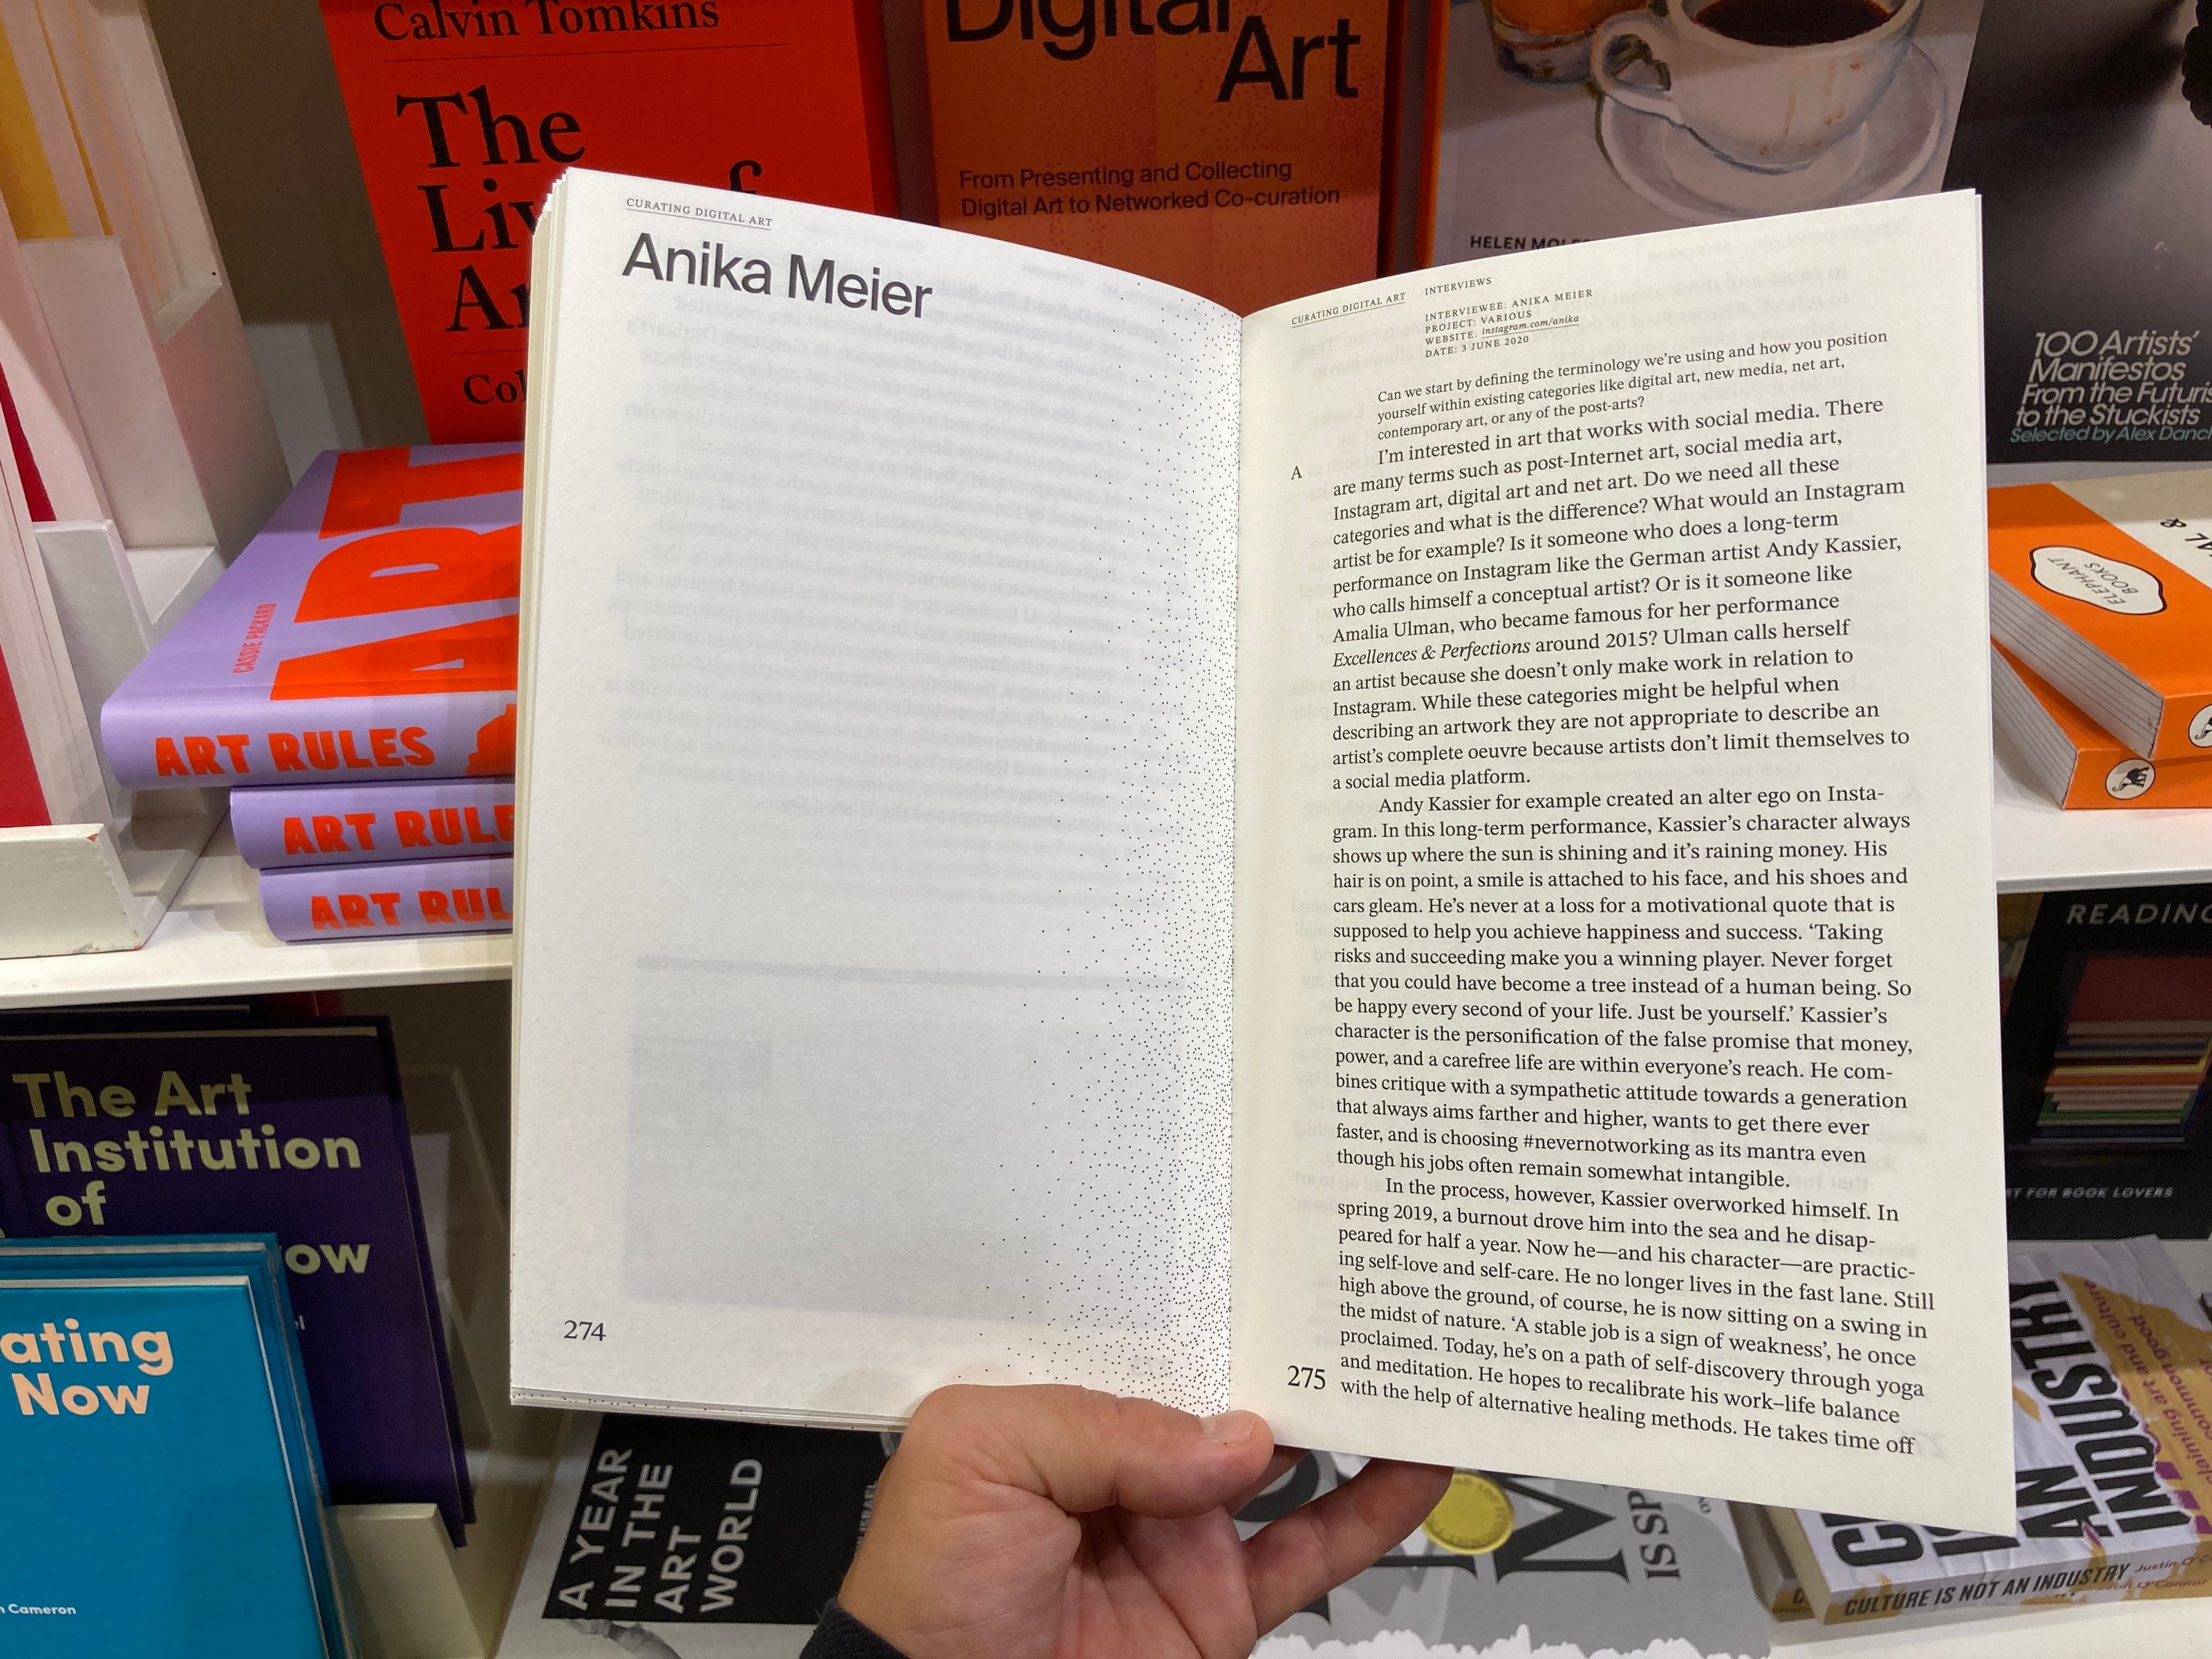 Calvin Tomkins
The
Art
Digital
Art
From Presenting and Collecting
Digital Art to Networked Co-curation
HELEN
100 Artists'
Manifestos
From the
to the Stuckists
Selected by Alex
CASSIE PACKARD
ART
ART RULES
ART
ART
ELEPHANT
BOOKS
&
CURATING DIGITAL ART
Anika Meier
274
CURATING DIGITAL ART
INTERVIEWS
INTERVIEWEE: ANIKA MEIER
PROJECT: VARIOUS
WEBSITE: instagram.com/anika
DATE: 3 JUNE 2020
Can we start by defining the terminology we're using and how you position
yourself within existing categories like digital art, new media, net art,
contemporary art, or any of the post-arts?
A
I'm interested in art that works with social media. There
are many terms such as post-Internet art, social media art,
Instagram art, digital art and net art. Do we need all these
categories and what is the difference? What would an Instagram
artist be for example? Is it someone who does a long-term
performance on Instagram like the German artist Andy Kassier,
who calls himself a conceptual artist? Or is it someone like
Amalia Ulman, who became famous for her performance
Excellences & Perfections around 2015? Ulman calls herself
an artist because she doesn't only make work in relation to
Instagram. While these categories might be helpful when
describing an artwork they are not appropriate to describe an
artist's complete oeuvre because artists don't limit themselves to
a social media platform.
Andy Kassier for example created an alter ego on Insta-
gram. In this long-term performance, Kassier's character always
shows up where the sun is shining and it's raining money. His
hair is on point, a smile is attached to his face, and his shoes and
cars gleam. He's never at a loss for a motivational quote that is
supposed to help you achieve happiness and success. 'Taking
risks and succeeding make you a winning player. Never forget
that you could have become a tree instead of a human being. So
be happy every second of your life. Just be yourself.' Kassier's
character is the personification of the false promise that money,
power, and a carefree life are within everyone's reach. He com-
bines critique with a sympathetic attitude towards a generation
that always aims farther and higher, wants to get there ever
faster, and is choosing #nevernotworking as its mantra even
though his jobs often remain somewhat intangible.
In the process, however, Kassier overworked himself. In
spring 2019, a burnout drove him into the sea and he disap-
peared for half a year. Now he—and his character—are practic-
ing self-love and self-care. He no longer lives in the fast lane. Still
high above the ground, of course, he is now sitting on a swing in
the midst of nature. 'A stable job is a sign of weakness', he once
proclaimed. Today, he's on a path of self-discovery through yoga
and meditation. He hopes to recalibrate his work–life balance
with the help of alternative healing methods. He takes time off
275
READING
FOR BOOK LOVERS
The Art
Institution
of
Now
Cameron
A YEAR
IN THE
ART
WORLD
IS
AN
INDUSTRY
CULTURE IS NOT AN INDUSTRY
Justin